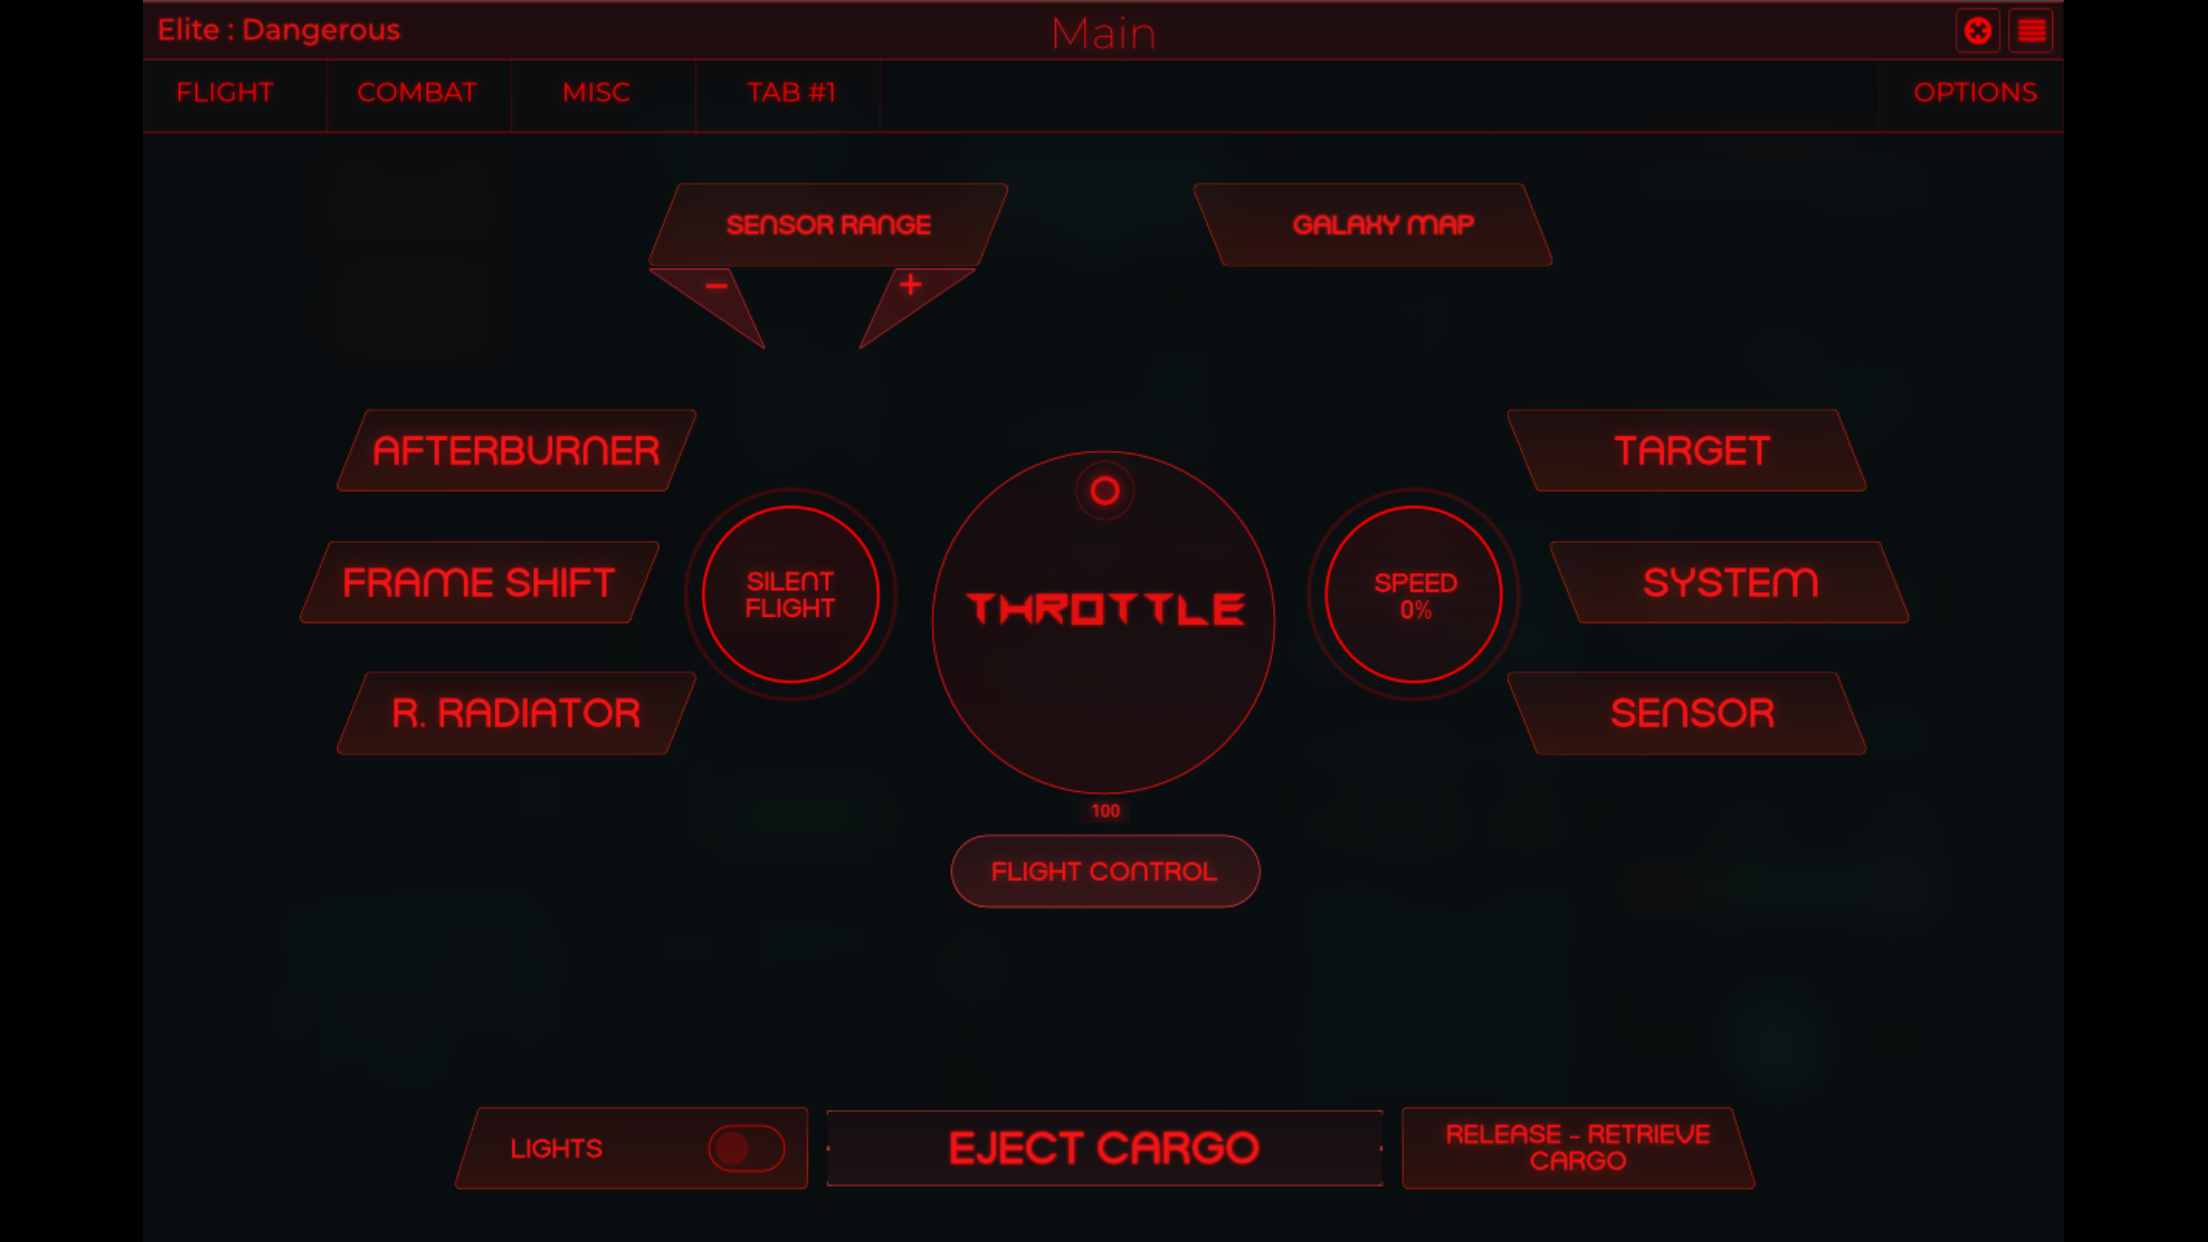 Elite : Dangerous
Main
FLIGHT
COMBAT
MISC
TAB #1
OPTIONS
SENSOR RANGE
GALAXY MAP
−
+
AFTERBURNER
TARGET
FRAME SHIFT
SILENT
FLIGHT
THROTTLE
SPEED
0%
SYSTEM
R. RADIATOR
SENSOR
100
FLIGHT CONTROL
LIGHTS
EJECT CARGO
RELEASE - RETRIEVE
CARGO